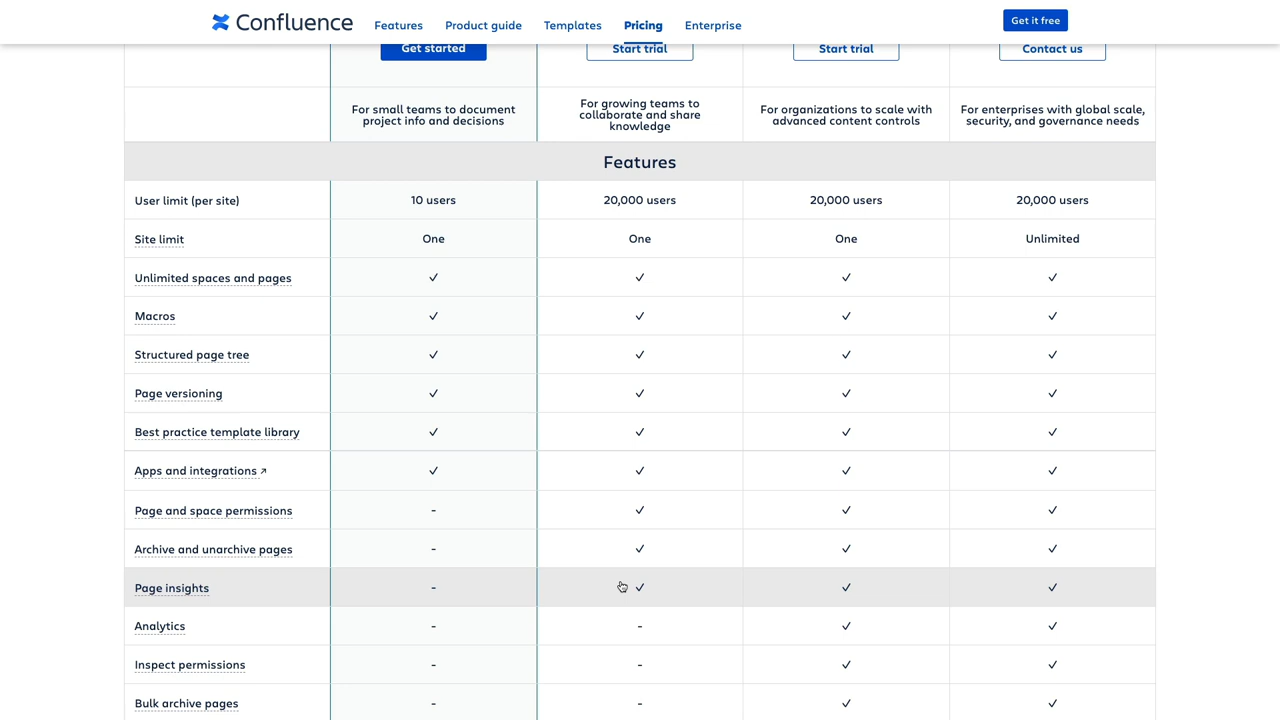 Confluence
Features
Product guide
Templates
Pricing
Enterprise
Get it free
Get started
Start trial
Start trial
Contact us
For small teams to document
project info and decisions
For growing teams to
collaborate and share
knowledge
For organizations to scale with
advanced content controls
For enterprises with global scale,
security, and governance needs
Features
User limit (per site) 10 users 20,000 users 20,000 users 20,000 users
Site limit One One One Unlimited
Unlimited spaces and pages ✓ ✓ ✓ ✓
Macros ✓ ✓ ✓ ✓
Structured page tree ✓ ✓ ✓ ✓
Page versioning ✓ ✓ ✓ ✓
Best practice template library ✓ ✓ ✓ ✓
Apps and integrations ↗ ✓ ✓ ✓ ✓
Page and space permissions - ✓ ✓ ✓
Archive and unarchive pages - ✓ ✓ ✓
Page insights - ✓ ✓ ✓
Analytics - - ✓ ✓
Inspect permissions - - ✓ ✓
Bulk archive pages - - ✓ ✓